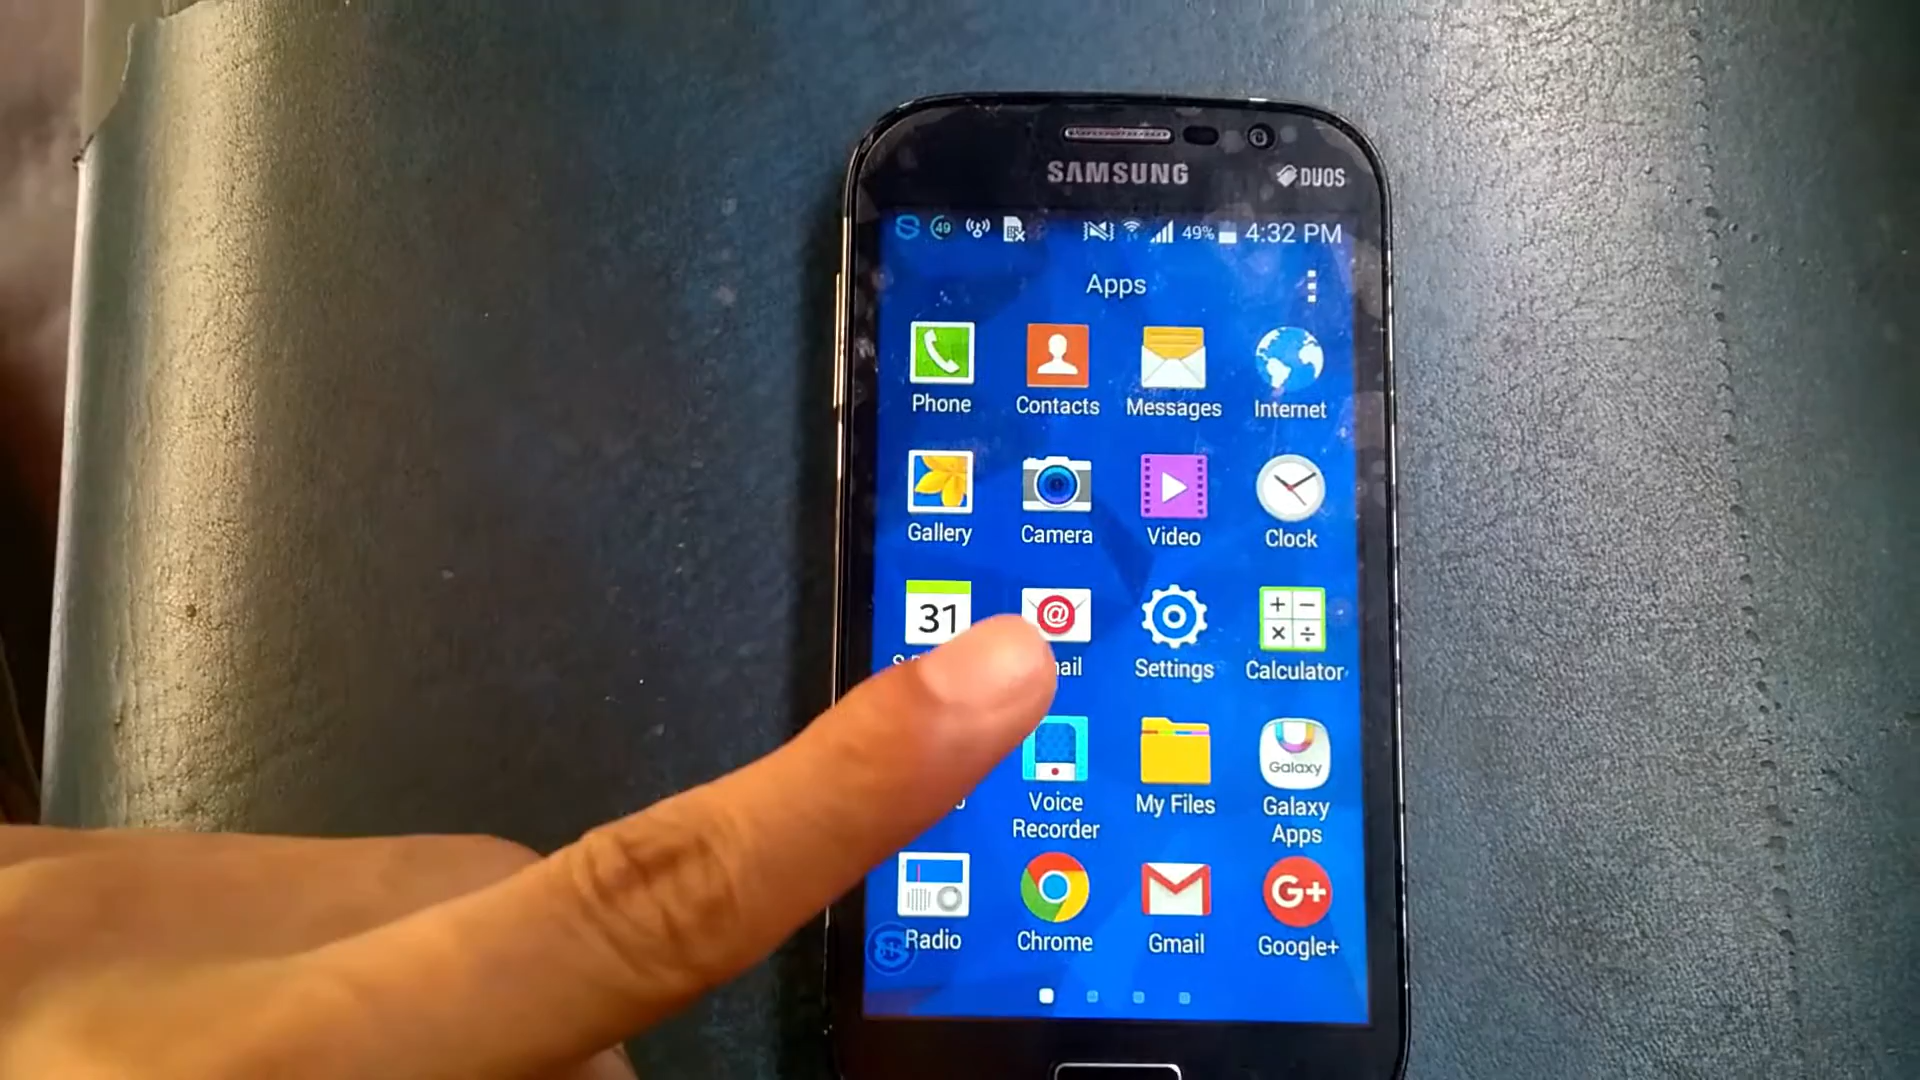 SAMSUNG
DUOS
49
49%
4:32 PM
Apps
Phone
Contacts
Messages
Internet
Gallery
Camera
Video
Clock
31
@
Settings
Calculator
Voice
Recorder
My Files
Galaxy
Galaxy
Apps
Radio
Chrome
Gmail
G+
Google+